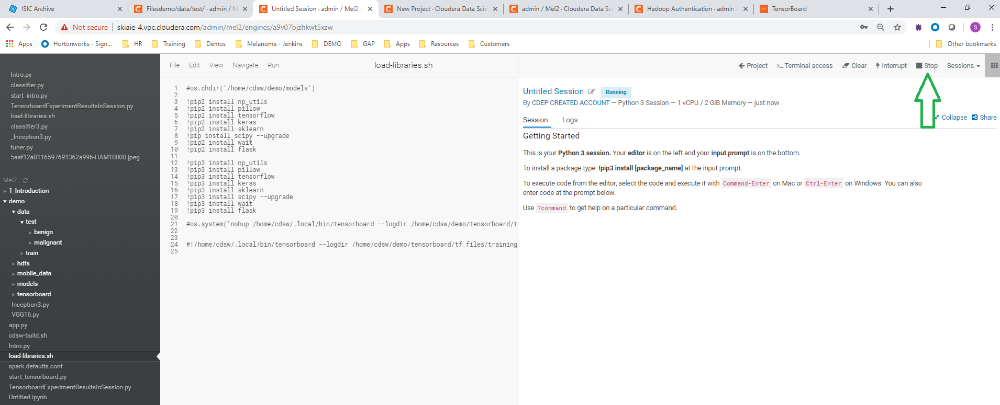 ISIC Archive
Filesdemo/data/test/ · admin / M
Untitled Session · admin / Mel2 ·
New Project · Cloudera Data Scie
admin / Mel2 · Cloudera Data Sci
Hadoop Authentication · admin ·
TensorBoard
Not secure | skiaie-4.vpc.cloudera.com/admin/mel2/engines/a9v07bjzhkwt5xzw
S
Apps
Hortonworks - Sign...
HR
Training
Demos
Melanoma - Jenkins
DEMO
GAP
Apps
Resources
Customers
Other bookmarks
Intro.py
classifier.py
start_intro.py
TensorboardExperimentResultsInSession.py
load-libraries.sh
classifier3.py
_Inception3.py
tuner.py
5aaf12a0116597691362a996-HAM10000.jpeg
Mel2
1_Introduction
demo
data
test
benign
malignant
train
hdfs
mobile_data
models
tensorboard
_Inception3.py
_VGG16.py
app.py
cdsw-build.sh
Intro.py
load-libraries.sh
spark.defaults.conf
start_tensorboard.py
TensorboardExperimentResultsInSession.py
Untitled.ipynb
File Edit View Navigate Run
load-libraries.sh
1 #os.chdir('/home/cdsw/demo/models')
2
3 !pip2 install np_utils
4 !pip2 install pillow
5 !pip2 install tensorflow
6 !pip2 install keras
7 !pip2 install sklearn
8 !pip install scipy --upgrade
9 !pip2 install wait
10 !pip2 install flask
11
12 !pip3 install np_utils
13 !pip3 install pillow
14 !pip3 install tensorflow
15 !pip3 install keras
16 !pip3 install sklearn
17 !pip3 install scipy --upgrade
18 !pip3 install wait
19 !pip3 install flask
20
21 #os.system('nohup /home/cdsw/.local/bin/tensorboard --logdir /home/cdsw/demo/tensorboard/t
22
23
24 #!/home/cdsw/.local/bin/tensorboard --logdir /home/cdsw/demo/tensorboard/tf_files/training
25
Project >_Terminal access Clear Interrupt Stop Sessions
Untitled Session Running
By CDEP CREATED ACCOUNT — Python 3 Session — 1 vCPU / 2 GiB Memory — just now
Collapse Share
Session Logs
Getting Started
This is your Python 3 session. Your editor is on the left and your input prompt is on the bottom.
To install a package type: !pip3 install [package_name] at the input prompt.
To execute code from the editor, select the code and execute it with Command-Enter on Mac or Ctrl-Enter on Windows. You can also
enter code at the prompt below.
Use ?command to get help on a particular command.